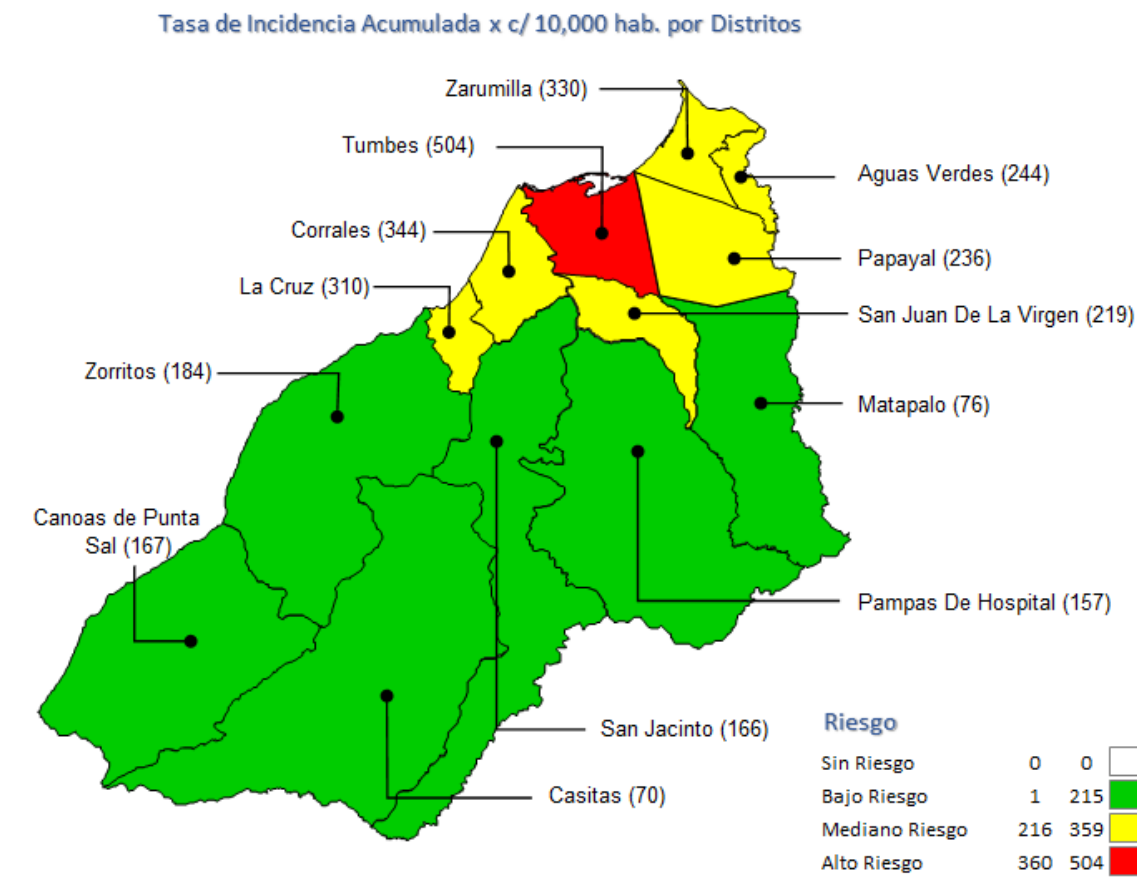 Tasa de Incidencia Acumulada x c/ 10,000 hab. por Distritos
Zarumilla (330)
Tumbes (504)
Aguas Verdes (244)
Corrales (344)
Papayal (236)
La Cruz (310)
San Juan De La Virgen (219)
Zorritos (184)
Matapalo (76)
Canoas de Punta
Sal (167)
Pampas De Hospital (157)
San Jacinto (166)
Casitas (70)
Riesgo
Sin Riesgo 0 0
Bajo Riesgo 1 215
Mediano Riesgo 216 359
Alto Riesgo 360 504